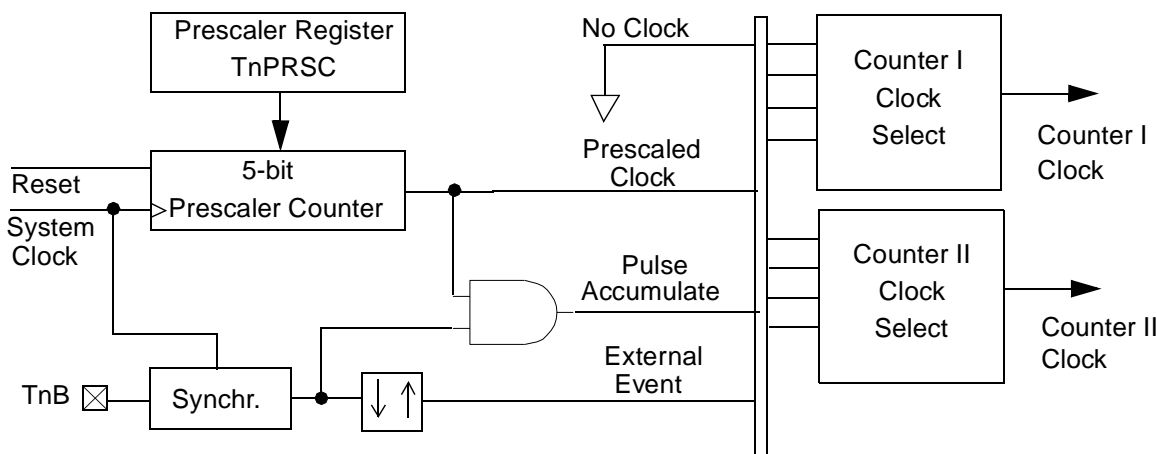 Prescaler Register
TnPRSC
No Clock
Counter I
Clock
Select
Counter I
Clock
Reset
5-bit
Prescaler Counter
System
Clock
Prescaled
Clock
Counter II
Clock
Select
Counter II
Clock
Pulse
Accumulate
External
Event
TnB
Synchr.